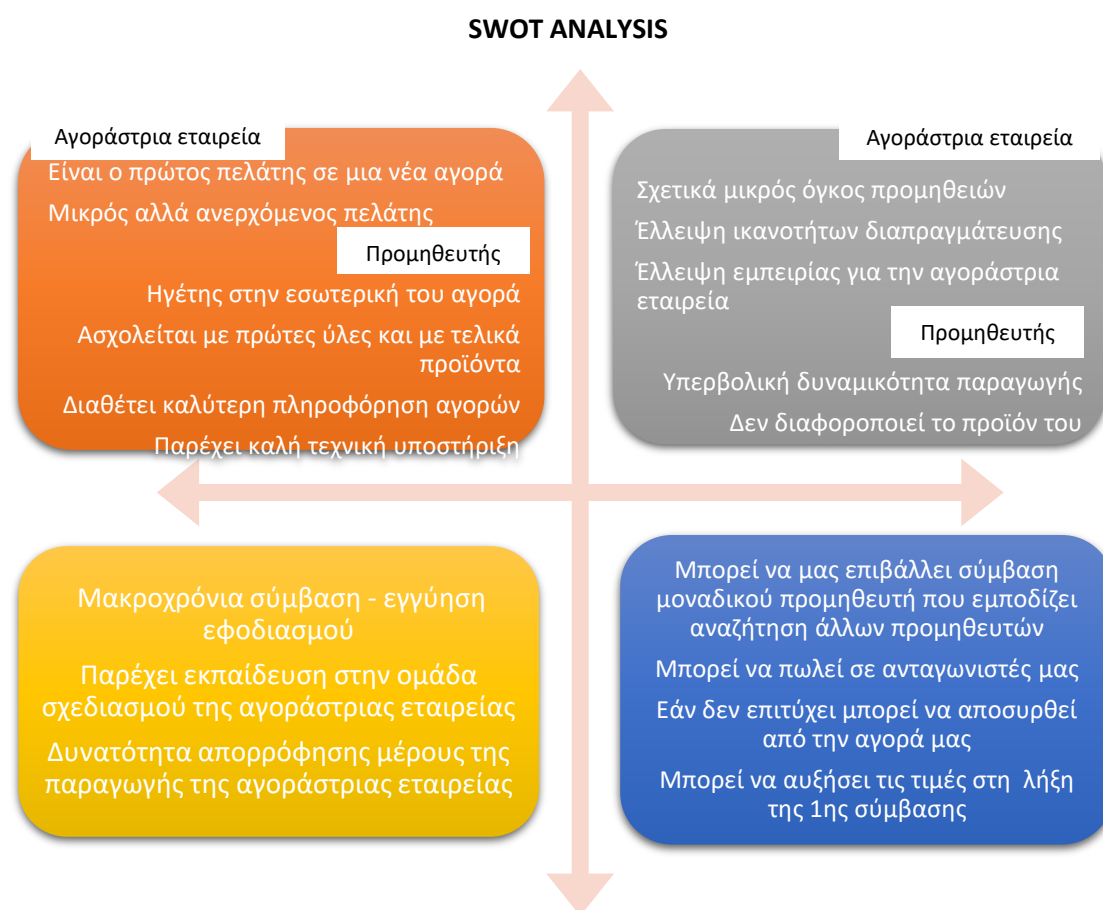 SWOT ANALYSIS
Αγοράστρια εταιρεία
Είναι ο πρώτος πελάτης σε μια νέα αγορά
Μικρός αλλά ανερχόμενος πελάτης
Προμηθευτής
Ηγέτης στην εσωτερική του αγορά
Ασχολείται με πρώτες ύλες και με τελικά
προϊόντα
Διαθέτει καλύτερη πληροφόρηση αγορών
Παρέχει καλή τεχνική υποστήριξη
Αγοράστρια εταιρεία
Σχετικά μικρός όγκος προμηθειών
Έλλειψη ικανοτήτων διαπραγμάτευσης
Έλλειψη εμπειρίας για την αγοράστρια
εταιρεία
Προμηθευτής
Υπερβολική δυναμικότητα παραγωγής
Δεν διαφοροποιεί το προϊόν του
Μακροχρόνια σύμβαση - εγγύηση
εφοδιασμού
Παρέχει εκπαίδευση στην ομάδα
σχεδιασμού της αγοράστριας εταιρείας
Δυνατότητα απορρόφησης μέρους της
παραγωγής της αγοράστριας εταιρείας
Μπορεί να μας επιβάλλει σύμβαση
μοναδικού προμηθευτή που εμποδίζει
αναζήτηση άλλων προμηθευτών
Μπορεί να πωλεί σε ανταγωνιστές μας
Εάν δεν επιτύχει μπορεί να αποσυρθεί
από την αγορά μας
Μπορεί να αυξήσει τις τιμές στη λήξη
της 1ης σύμβασης